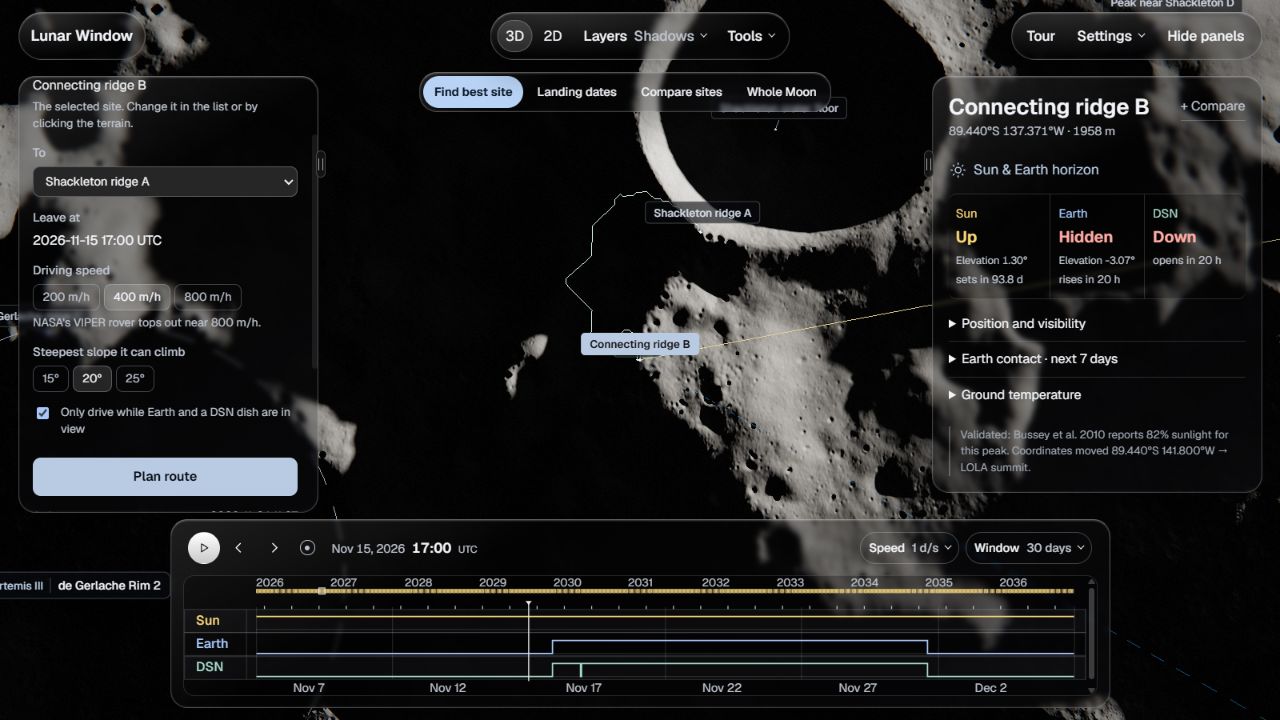 Peak near Shackleton D
Lunar Window
3D
2D
Layers Shadows
Tools
Tour
Settings
Hide panels
Find best site
Landing dates
Compare sites
Whole Moon
Connecting ridge B
The selected site. Change it in the list or by
clicking the terrain.
To
Shackleton ridge A
Leave at
2026-11-15 17:00 UTC
Driving speed
200 m/h
400 m/h
800 m/h
NASA's VIPER rover tops out near 800 m/h.
Steepest slope it can climb
15°
20°
25°
Only drive while Earth and a DSN dish are in
view
Plan route
Shackleton ridge A
Connecting ridge B
Connecting ridge B
+ Compare
89.440°S 137.371°W · 1958 m
Sun & Earth horizon
Sun
Up
Elevation 1.30°
sets in 93.8 d
Earth
Hidden
Elevation -3.07°
rises in 20 h
DSN
Down
opens in 20 h
Position and visibility
Earth contact · next 7 days
Ground temperature
Validated: Bussey et al. 2010 reports 82% sunlight for
this peak. Coordinates moved 89.440°S 141.800°W →
LOLA summit.
de Gerlache Rim 2
Nov 15, 2026 17:00 UTC
Speed 1 d/s
Window 30 days
2026 2027 2028 2029 2030 2031 2032 2033 2034 2035 2036
Sun
Earth
DSN
Nov 7 Nov 12 Nov 17 Nov 22 Nov 27 Dec 2